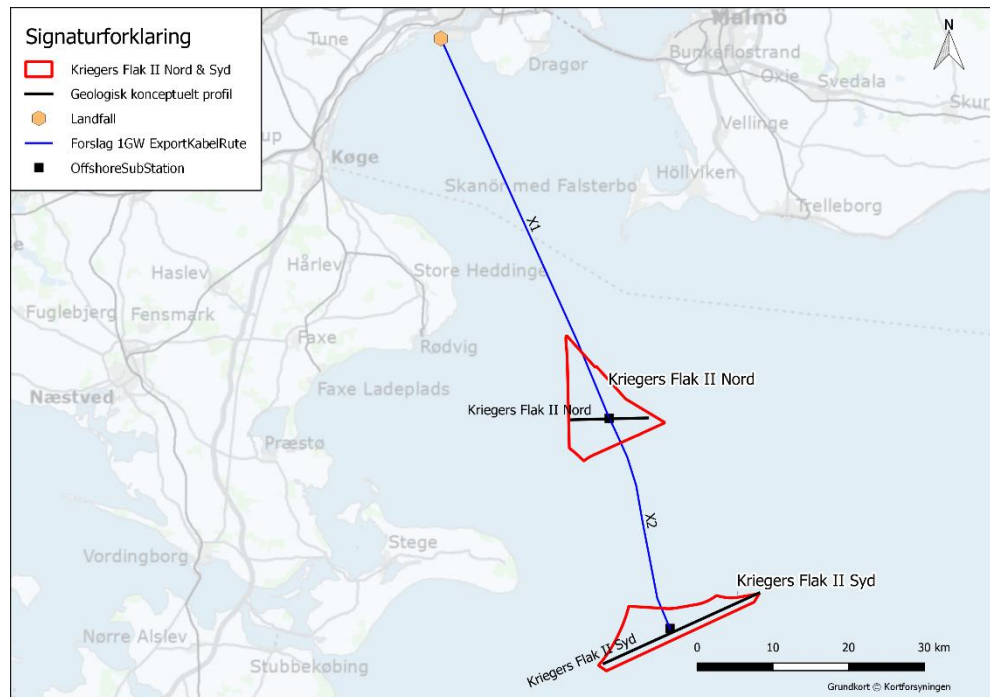 Signaturforklaring
Kriegers Flak II Nord & Syd
Geologisk konceptuelt profil
Landfall
Forslag 1GW ExportKabelRute
OffshoreSubStation
Tune
Malmö
N
Dragør
Bunkeflostrand
Oxie
Svedala
Skur
up
Køge
Vellinge
Skanör med Falsterbo
Höllviken
Trelleborg
X1
Haslev
Hårlev
Store Heddinge
Fuglebjerg
Fensmark
Faxe
Rødvig
Faxe Ladeplads
Næstved
Kriegers Flak II Nord
Kriegers Flak II Nord
Præstø
X2
Stege
Vordingborg
Kriegers Flak II Syd
Nørre Alslev
Kriegers Flak II Syd
Stubbekøbing
0 10 20 30 km
Grundkort © Kortforsyningen